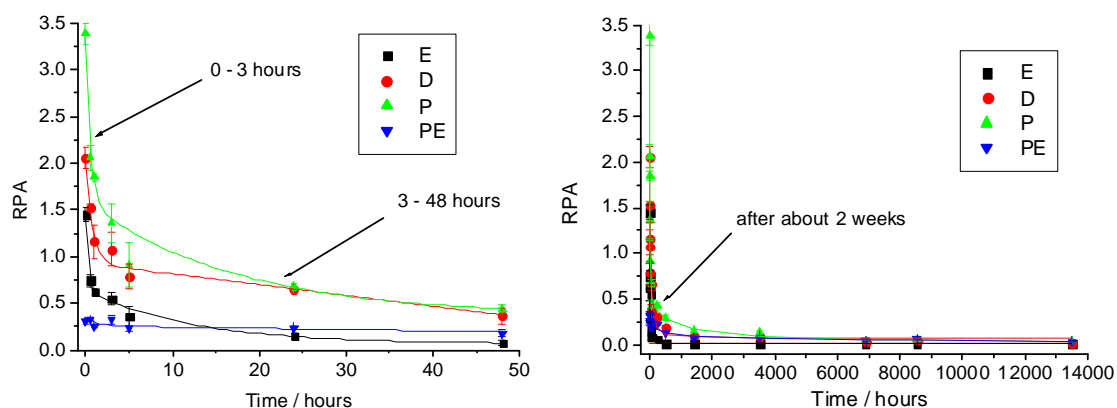 3.5
3.0
2.5
2.0
1.5
1.0
0.5
0.0
RPA
0 10 20 30 40 50
Time / hours
E
D
P
PE
0 - 3 hours
3 - 48 hours
3.5
3.0
2.5
2.0
1.5
1.0
0.5
0.0
RPA
0 2000 4000 6000 8000 10000 12000 14000
Time / hours
E
D
P
PE
after about 2 weeks